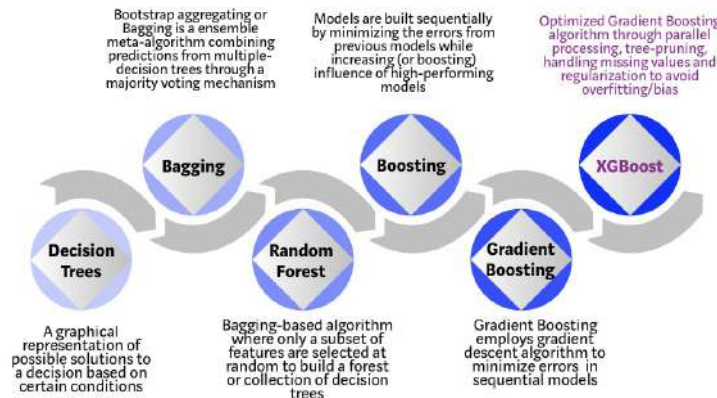 Bootstrap aggregating or
Bagging is a ensemble
meta-algorithm combining
predictions from multiple-
decision trees through a
majority voting mechanism
Models are built sequentially
by minimizing the errors from
previous models while
increasing (or boosting)
influence of high-performing
models
Optimized Gradient Boosting
algorithm through parallel
processing, tree-pruning,
handling missing values and
regularization to avoid
overfitting/bias
Bagging
Boosting
XGBoost
Decision
Trees
Random
Forest
Gradient
Boosting
A graphical
representation of
possible solutions to
a decision based on
certain conditions
Bagging-based algorithm
where only a subset of
features are selected at
random to build a forest
or collection of decision
trees
Gradient Boosting
employs gradient
descent algorithm to
minimize errors in
sequential models